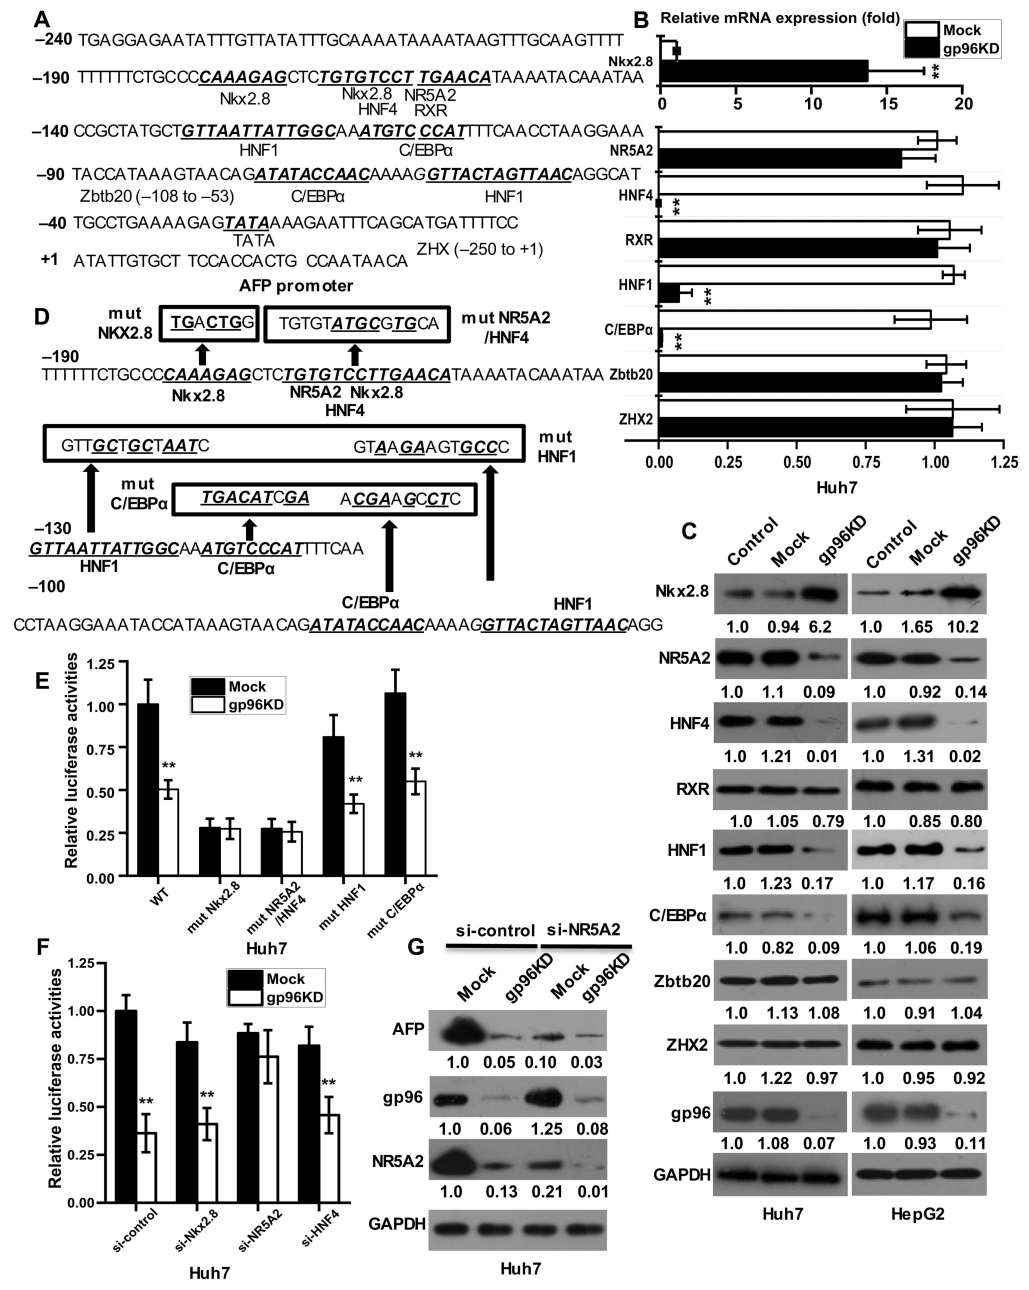 A
−240 TGAGGAGAATATTTGTTATATTTGCAAAATAAAATAAGTTTGCAAGTTTT
−190 TTTTTTCTGCCCCAAAGAGCTCTGTGTCCT TGAACATAAAATACAAATAA
Nkx2.8 Nkx2.8 NR5A2
HNF4 RXR
−140 CCGCTATGCTGTTAATTATTGGCAAATGTC CCCATTTTCAACCTAAGGAAA
HNF1 C/EBPα
−90 TACCATAAAGTAACAGATATACCAACAAAAGGTTACTAGTTAACAGGCAT
Zbtb20 (−108 to −53) C/EBPα HNF1
−40 TGCCTGAAAAGAGTATAAAAGAATTTCAGCATGATTTTCC
TATA ZHX (−250 to +1)
+1 ATATTGTGCT TCCACCACTG CCAATAACA
AFP promoter
B Relative mRNA expression (fold)
Mock
gp96KD
Nkx2.8
**
0 5 10 15 20
NR5A2
HNF4
**
RXR
HNF1
**
C/EBPα
**
Zbtb20
ZHX2
0.00 0.25 0.50 0.75 1.00 1.25
Huh7
D
mut NKX2.8 TGACTGG TGTGTATGCGTGCA mut NR5A2 /HNF4
−190
TTTTTTCTGCCCCAAAGAGCTCTGTGTCCTTGAACATAAAATACAAATAA
Nkx2.8 NR5A2 Nkx2.8
HNF4
GTTGCTGCTAATC GTAAGAAGTGCCC mut HNF1
mut C/EBPα TGACATCGA ACGAAGCCTC
−130
GTTAATTATTGGCAAATGTCCCCATTTTCAA
HNF1 C/EBPα
−100
C/EBPα HNF1
CCTAAGGAAATACCATAAAGTAACAGATATACCAACAAAAGGTTACTAGTTAACAGG
C
Control Mock gp96KD Control Mock gp96KD
Nkx2.8
1.0 0.94 6.2 1.0 1.65 10.2
NR5A2
1.0 1.1 0.09 1.0 0.92 0.14
HNF4
1.0 1.21 0.01 1.0 1.31 0.02
RXR
1.0 1.05 0.79 1.0 0.85 0.80
HNF1
1.0 1.23 0.17 1.0 1.17 0.16
C/EBPα
1.0 0.82 0.09 1.0 1.06 0.19
Zbtb20
1.0 1.13 1.08 1.0 0.91 1.04
ZHX2
1.0 1.22 0.97 1.0 0.95 0.92
gp96
1.0 1.08 0.07 1.0 0.93 0.11
GAPDH
Huh7 HepG2
E
Relative luciferase activities
Mock
gp96KD
1.25
1.00
0.75
0.50
0.25
0.00
** ** **
WT mut Nkx2.8 mut NR5A2 /HNF4 mut HNF1 mut C/EBPα
Huh7
F
Relative luciferase activities
Mock
gp96KD
1.25
1.00
0.75
0.50
0.25
0.00
** ** **
si-control si-Nkx2.8 si-NR5A2 si-HNF4
Huh7
G
si-control si-NR5A2
Mock gp96KD Mock gp96KD
AFP
1.0 0.05 0.10 0.03
gp96
1.0 0.06 1.25 0.08
NR5A2
1.0 0.13 0.21 0.01
GAPDH
Huh7